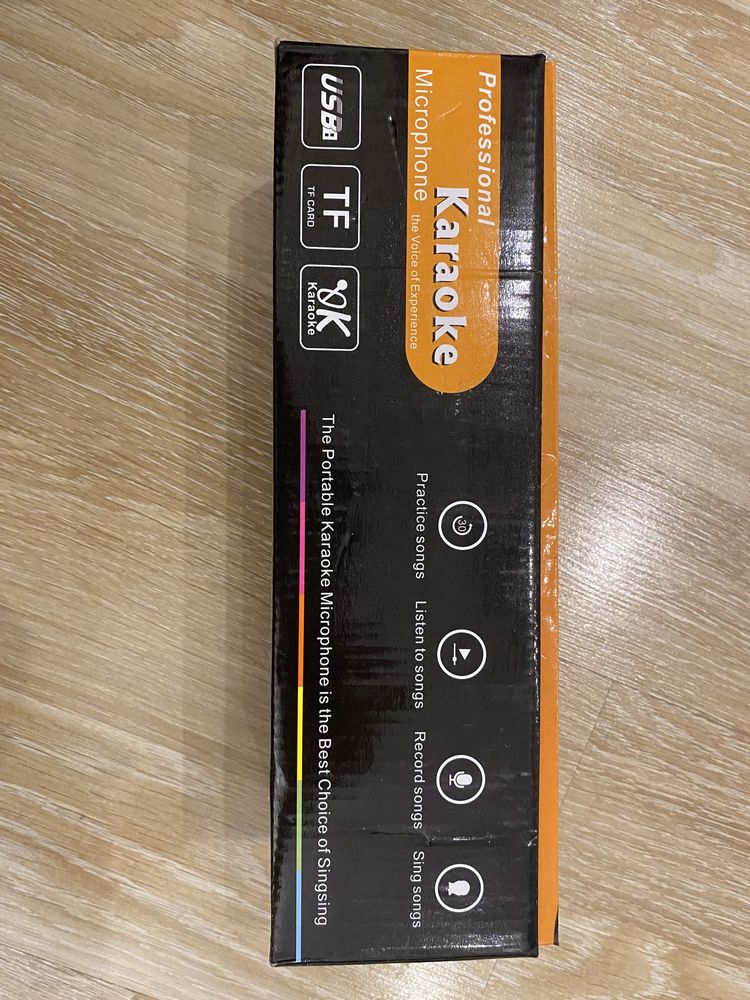 Professional
Karaoke
Microphone
the Voice of Experience
USB
TF
TF CARD
OK
Karaoke
30
Practice songs
Listen to songs
Record songs
Sing songs
The Portable Karaoke Microphone is the Best Choice of Singsing